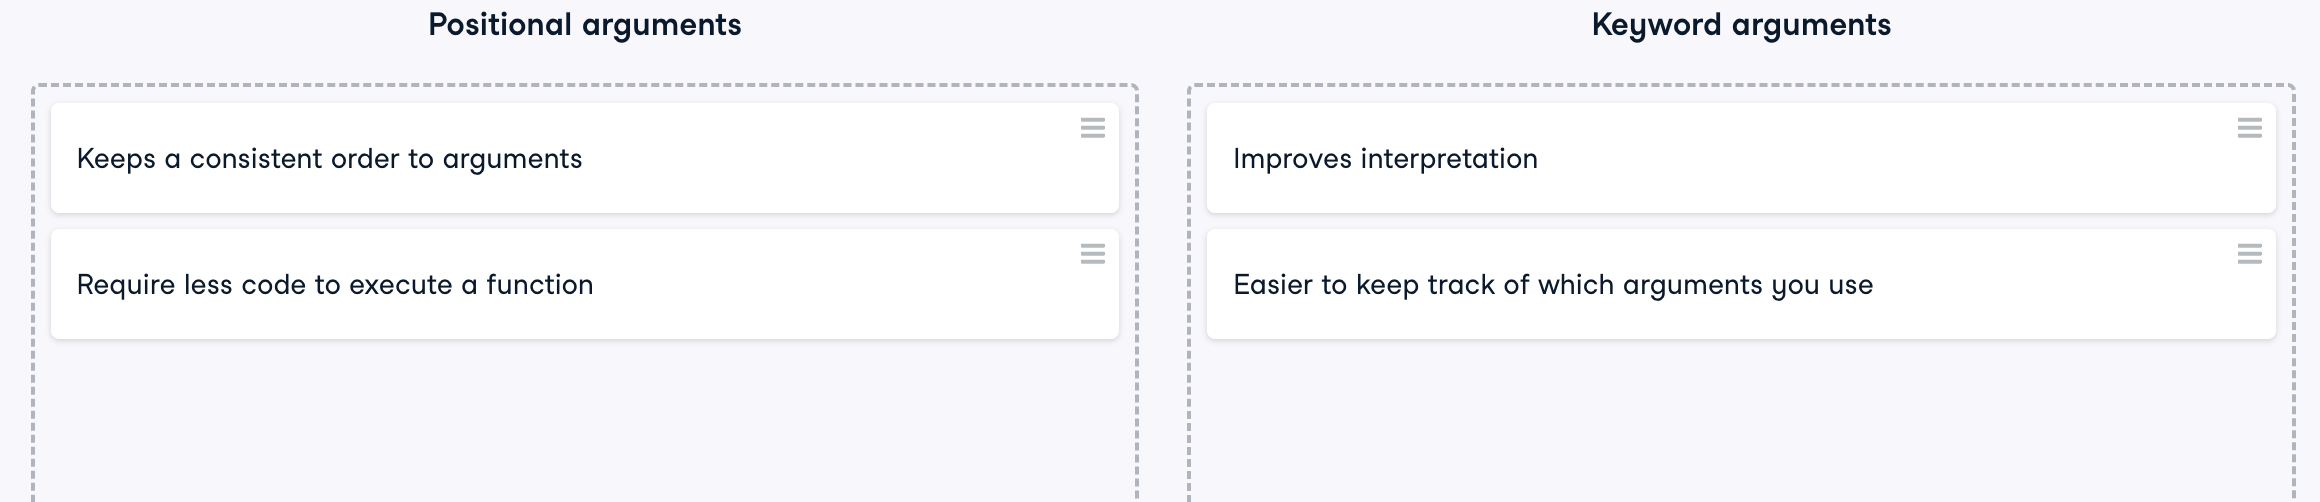 Positional arguments
Keyword arguments
Keeps a consistent order to arguments
Improves interpretation
Require less code to execute a function
Easier to keep track of which arguments you use